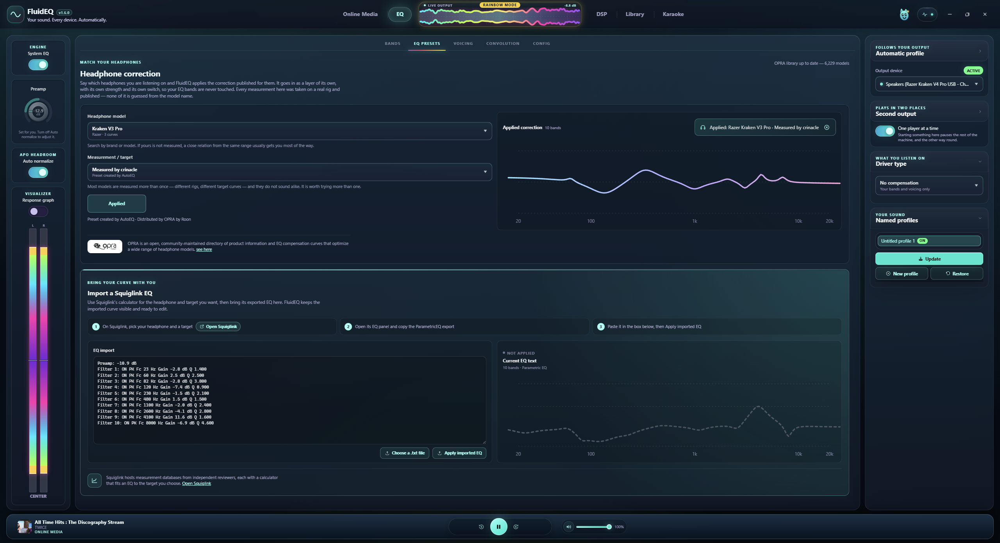 FluidEQ v1.6.0
Your sound. Every device. Automatically.
Online Media
EQ
LIVE OUTPUT
RAINBOW MODE
-8.8 dB
DSP
Library
Karaoke
ENGINE
System EQ
Preamp
-12.9
dB
Set for you. Turn off Auto
normalize to adjust it.
APO HEADROOM
Auto normalize
VISUALIZER
Response graph
L R
CENTER
BANDS
EQ PRESETS
VOICING
CONVOLUTION
CONFIG
MATCH YOUR HEADPHONES
OPRA library up to date — 6,229 models
Headphone correction
Say which headphones you are listening on and FluidEQ applies the correction published for them. It goes in as a layer of its own,
with its own strength and its own switch, so your EQ bands are never touched. Every measurement here was taken on a real rig and
published — none of it is guessed from the model name.
Headphone model
Kraken V3 Pro
Razer · 3 curves
Search by brand or model. If yours is not measured, a close relation from the same range usually gets you most of the way.
Measurement / target
Measured by crinacle
Preset created by AutoEQ
Most models are measured more than once — different rigs, different target curves — and they do not sound alike. It is worth trying more than one.
Applied
Preset created by AutoEQ · Distributed by OPRA by Roon
opra
by roon
OPRA is an open, community-maintained directory of product information and EQ compensation curves that optimize
a wide range of headphone models. see here
Applied correction 10 bands
Applied: Razer Kraken V3 Pro · Measured by crinacle
20 100 1k 10k 20k
BRING YOUR CURVE WITH YOU
Import a Squiglink EQ
Use Squiglink’s calculator for the headphone and target you want, then bring its exported EQ here. FluidEQ keeps the
imported curve visible and ready to edit.
1 On Squiglink, pick your headphone and a target Open Squiglink
2 Open its EQ panel and copy the ParametricEQ export
3 Paste it in the box below, then Apply imported EQ
EQ import
Preamp: −10.9 dB
Filter 1: ON PK Fc 23 Hz Gain −2.8 dB Q 1.400
Filter 2: ON PK Fc 60 Hz Gain 2.5 dB Q 2.500
Filter 3: ON PK Fc 82 Hz Gain −2.8 dB Q 3.800
Filter 4: ON PK Fc 120 Hz Gain −7.4 dB Q 0.900
Filter 5: ON PK Fc 230 Hz Gain −1.5 dB Q 2.100
Filter 6: ON PK Fc 480 Hz Gain 1.5 dB Q 1.500
Filter 7: ON PK Fc 1100 Hz Gain −2.0 dB Q 2.400
Filter 8: ON PK Fc 2600 Hz Gain −4.1 dB Q 2.800
Filter 9: ON PK Fc 4100 Hz Gain 11.6 dB Q 1.600
Filter 10: ON PK Fc 8000 Hz Gain −6.9 dB Q 4.600
Choose a .txt file
Apply imported EQ
NOT APPLIED
Current EQ text
10 bands · Parametric EQ
20 100 1k 10k 20k
Squiglink hosts measurement databases from independent reviewers, each with a calculator
that fits an EQ to the target you choose. Open Squiglink
FOLLOWS YOUR OUTPUT
Automatic profile
Output device
ACTIVE
Speakers (Razer Kraken V4 Pro USB - Ch...
PLAYS IN TWO PLACES
Second output
One player at a time
Starting something here pauses the rest of the
machine, and the other way round.
WHAT YOU LISTEN ON
Driver type
No compensation
Your bands and voicing only
YOUR SOUND
Named profiles
Untitled profile 1 ON
Update
New profile
Restore
All Time Hits : The Discography Stream
TWICE
ONLINE MEDIA
100%